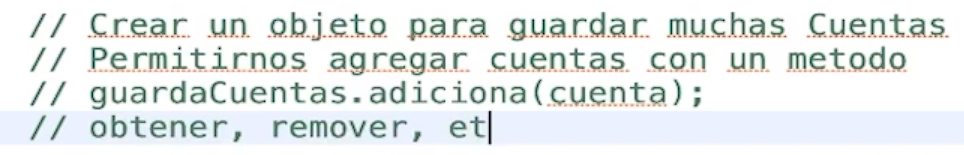 // Crear un objeto para guardar muchas Cuentas
// Permitirnos agregar cuentas con un metodo
// guardaCuentas.adiciona(cuenta);
// obtener, remover, et